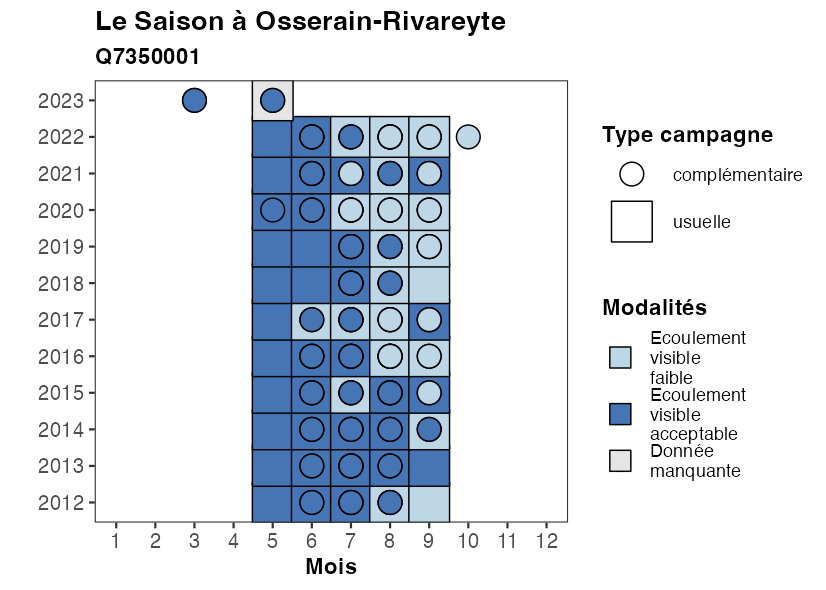 Le Saison à Osserain-Rivareyte
Q7350001
2023
2022
2021
2020
2019
2018
2017
2016
2015
2014
2013
2012
1 2 3 4 5 6 7 8 9 10 11 12
Mois
Type campagne
complémentaire
usuelle
Modalités
Ecoulement
visible
faible
Ecoulement
visible
acceptable
Donnée
manquante